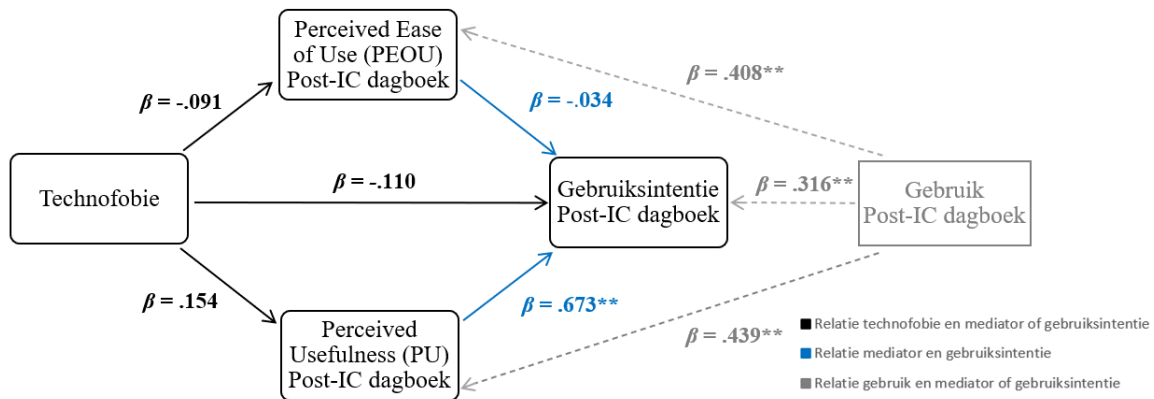 Perceived Ease
of Use (PEOU)
Post-IC dagboek
β = .408**
β = -.091
β = -.034
Technofobie
β = -.110
Gebruiksintentie
Post-IC dagboek
β = .316**
Gebruik
Post-IC dagboek
β = .154
β = .673**
Perceived
Usefulness (PU)
Post-IC dagboek
β = .439**
Relatie technofobie en mediator of gebruiksintentie
Relatie mediator en gebruiksintentie
Relatie gebruik en mediator of gebruiksintentie